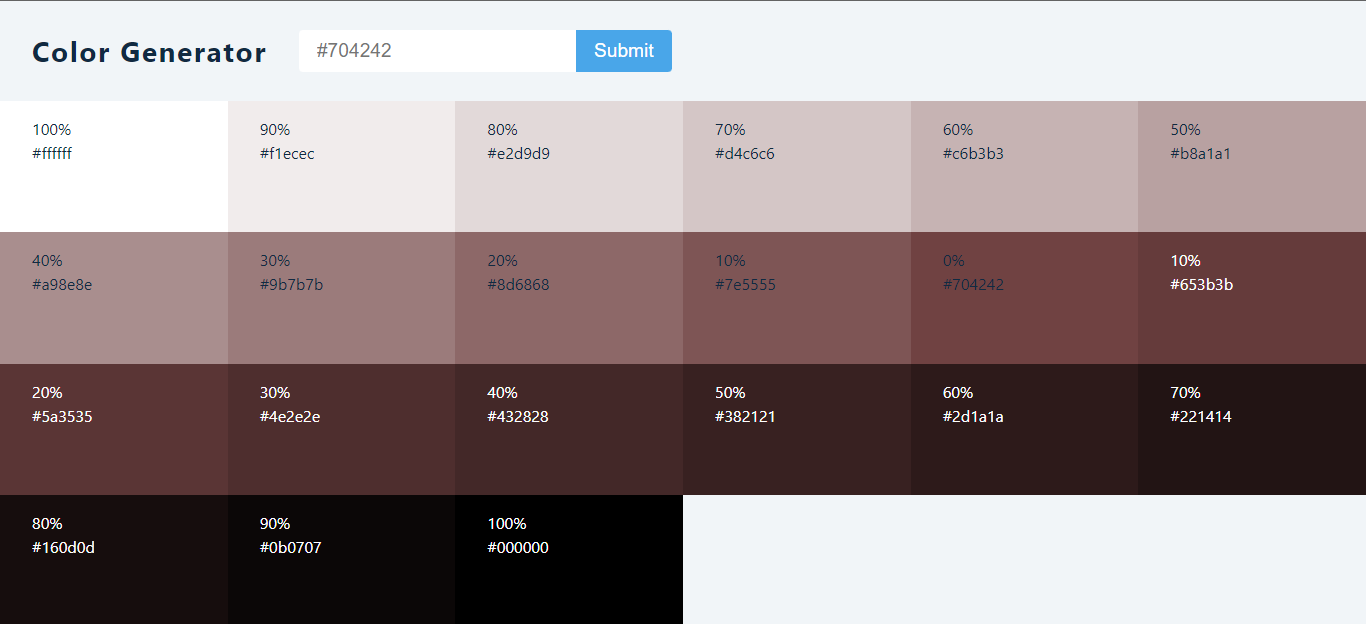 Color Generator
#704242
Submit
100%
#ffffff
90%
#f1ecec
80%
#e2d9d9
70%
#d4c6c6
60%
#c6b3b3
50%
#b8a1a1
40%
#a98e8e
30%
#9b7b7b
20%
#8d6868
10%
#7e5555
0%
#704242
10%
#653b3b
20%
#5a3535
30%
#4e2e2e
40%
#432828
50%
#382121
60%
#2d1a1a
70%
#221414
80%
#160d0d
90%
#0b0707
100%
#000000